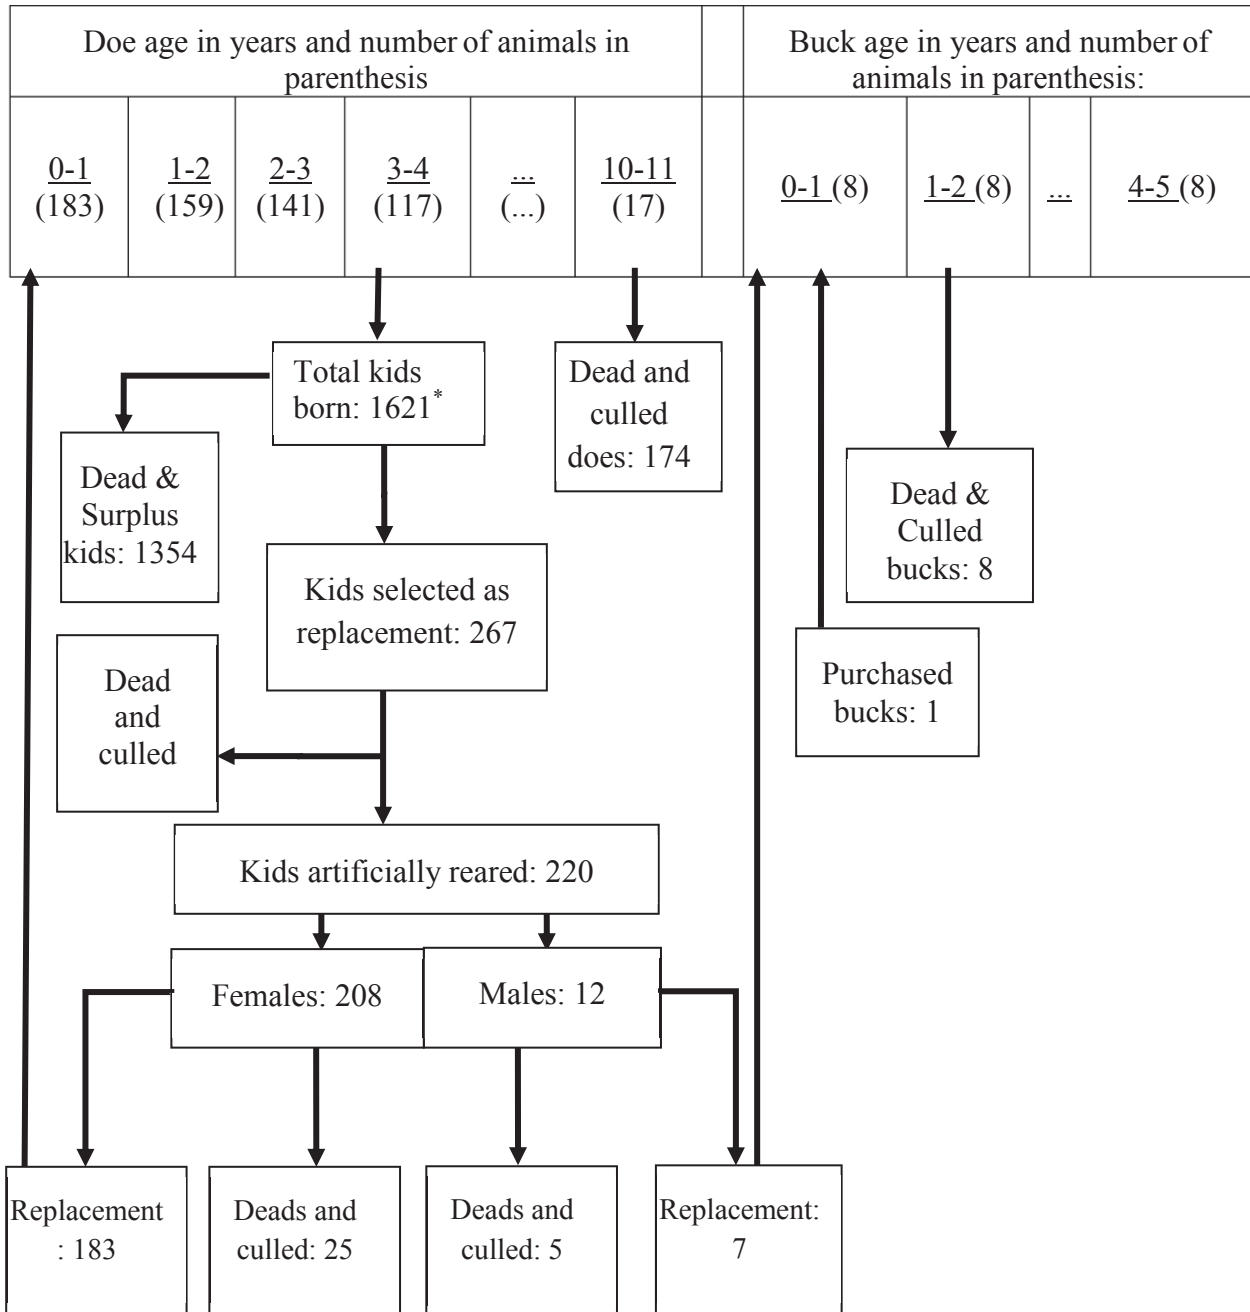 Doe age in years and number of animals in
parenthesis
Buck age in years and number of
animals in parenthesis:
0-1
(183)
1-2
(159)
2-3
(141)
3-4
(117)
...
(...)
10-11
(17)
0-1 (8)
1-2 (8)
...
4-5 (8)
Total kids
born: 1621*
Dead and
culled
does: 174
Dead &
Surplus
kids: 1354
Dead &
Culled
bucks: 8
Kids selected as
replacement: 267
Purchased
bucks: 1
Dead
and
culled
Kids artificially reared: 220
Females: 208
Males: 12
Replacement
: 183
Deads and
culled: 25
Deads and
culled: 5
Replacement:
7